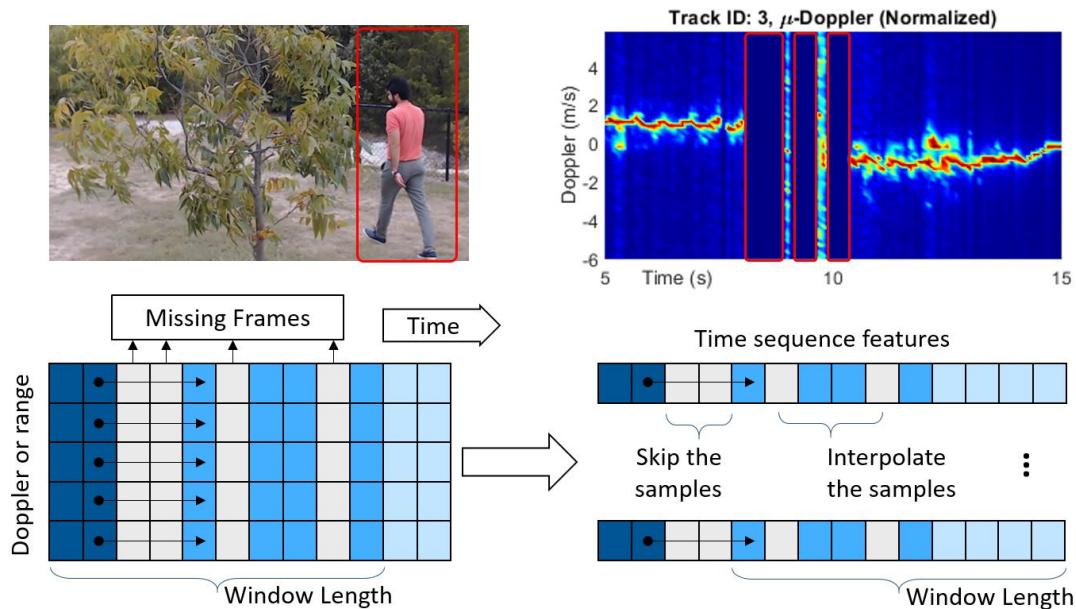 Track ID: 3, μ-Doppler (Normalized)
Doppler (m/s)
4
2
0
-2
-4
-6
5
Time (s)
10
15
Missing Frames
Time
Doppler or range
Window Length
Time sequence features
Skip the
samples
Interpolate
the samples
Window Length